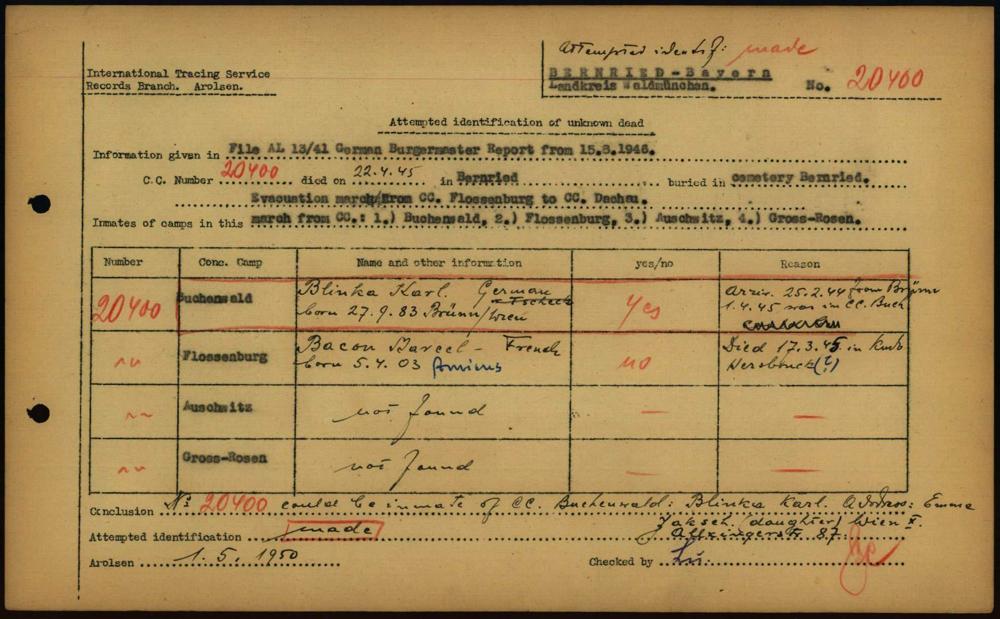 Attempted identif: made
International Tracing Service
Records Branch. Arolsen.
BERNRIED-Bayern
Landkreis Waldmünchen.
No. 20400
Attempted identification of unknown dead
Information given in File AL 13/41 German Burgermaster Report from 15.8.1946.
C.C. Number 20400 died on 22.4.45 in Bernried buried in cemetery Bernried.
Evacuation march from CC. Flossenburg to CC. Dachau.
Inmates of camps in this march from CC.: 1.) Buchenwald, 2.) Flossenburg, 3.) Auschwitz, 4.) Gross-Rosen.
Number Conc. Camp Name and other information yes/no Reason
20400 Buchenwald Blinka Karl. German Yes Arriv. 25.2.44 from Brünn
born 27.9.83 Brünn/Wien 1.4.45 was in CC. Buch
" Flossenburg Bacon Marcel - French no Died 17.3.45 in Kdo
born 5.4.03 Amiens Hersbruck (?)
" Auschwitz not found — —
" Gross-Rosen not found — —
Conclusion No 20400 could be inmate of CC. Buchenwald: Blinka Karl. Address: Emma
Jaksch (daughter) Wien X.
Attempted identification made 87.
Arolsen 1.5.1950 Checked by Lü.